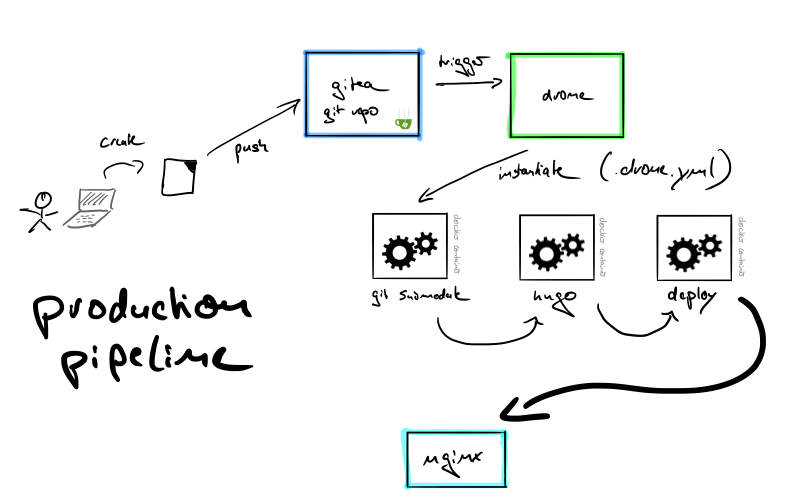 gitea
git repo
trigger
drone
create
push
instantiate (.drone.yml)
docker container
docker container
docker container
git submodule
hugo
deploy
production
pipeline
nginx